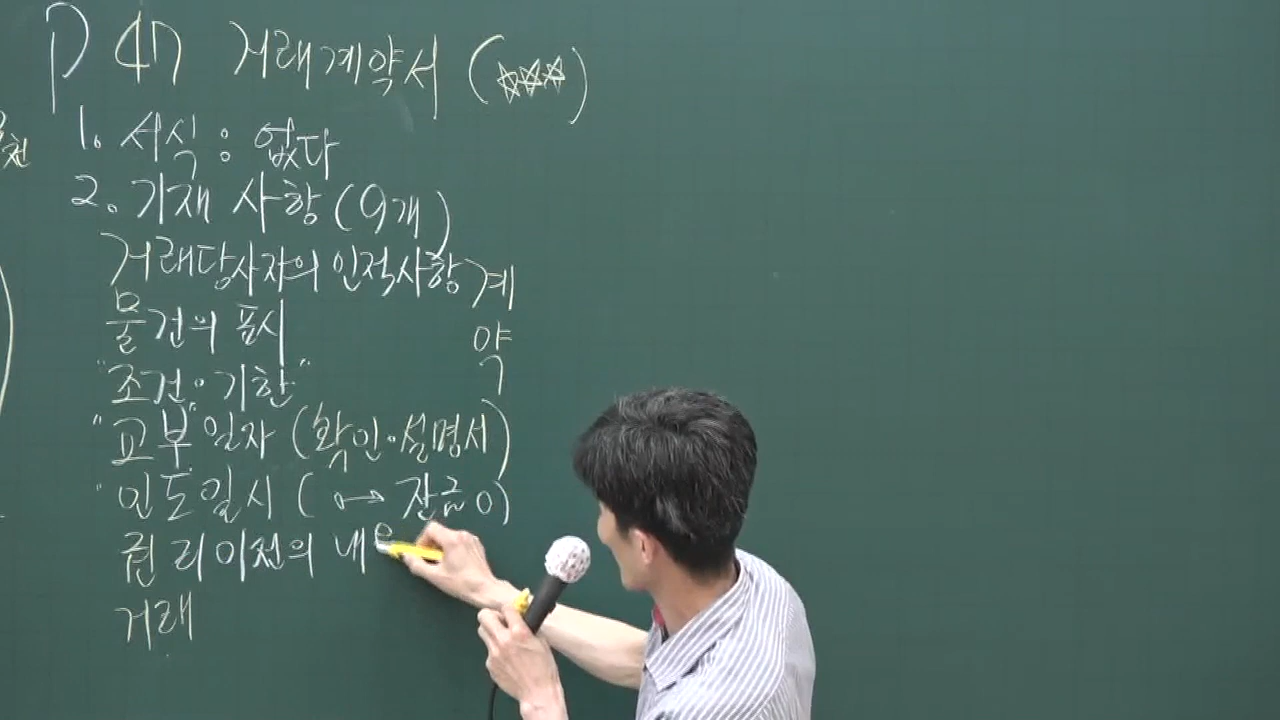 P 47 거래계약서 (☆☆☆)
1. 서식 : 없다
2. 기재 사항 (9개)
거래당사자의 인적사항 계
물건의 표시 약
"조건·기한"
"교부"일자 (확인·설명서)
"인도일시 ( → 잔금 0)
권리이전의 내용
거래